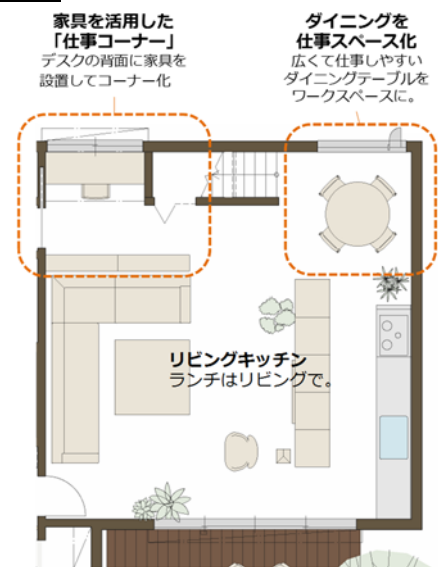 家具を活用した
「仕事コーナー」
デスクの背面に家具を
設置してコーナー化
ダイニングを
仕事スペース化
広くて仕事しやすい
ダイニングテーブルを
ワークスペースに。
リビングキッチン
ランチはリビングで。